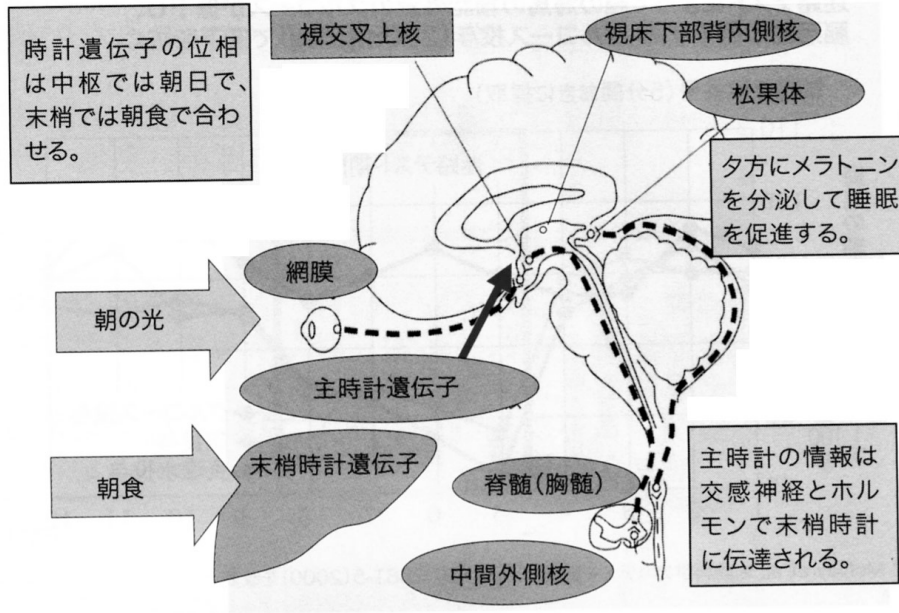 時計遺伝子の位相
は中枢では朝日で、
末梢では朝食で合わ
せる。
視交叉上核
視床下部背内側核
松果体
夕方にメラトニン
を分泌して睡眠
を促進する。
網膜
朝の光
主時計遺伝子
末梢時計遺伝子
朝食
脊髄(胸髄)
中間外側核
主時計の情報は
交感神経とホル
モンで末梢時計
に伝達される。